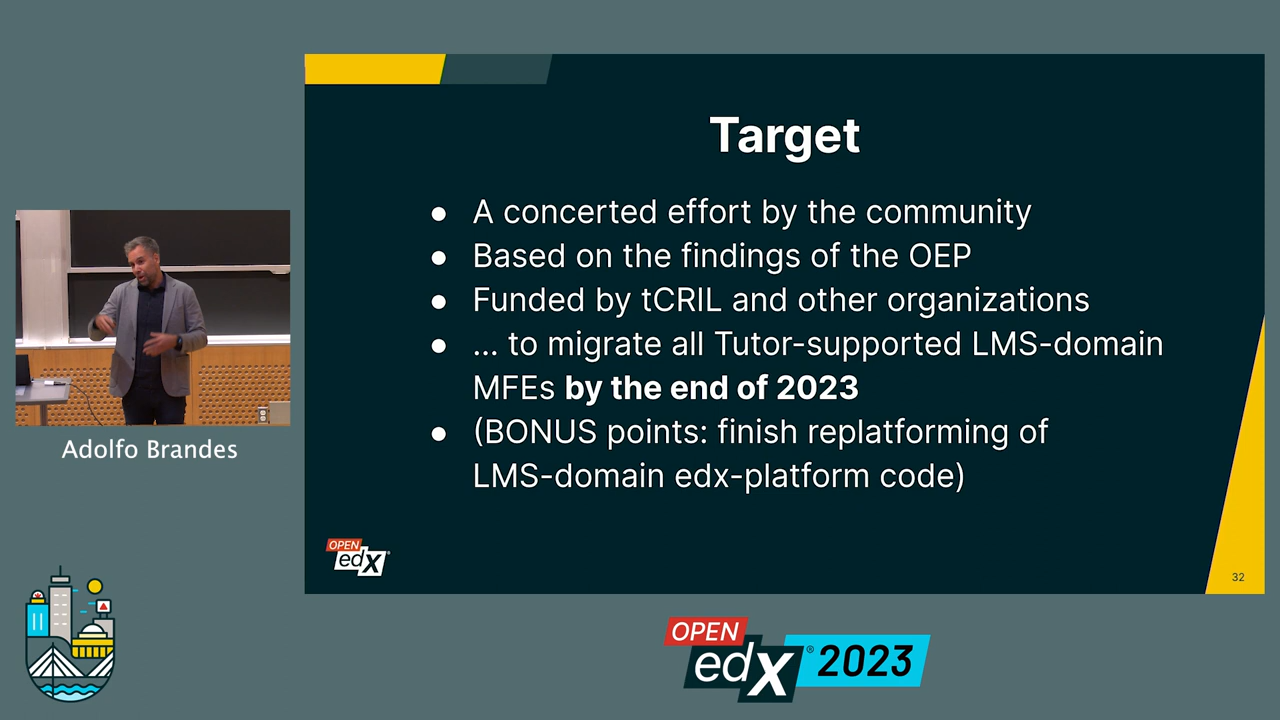 Target
● A concerted effort by the community
● Based on the findings of the OEP
● Funded by tCRIL and other organizations
● ... to migrate all Tutor-supported LMS-domain
MFEs by the end of 2023
● (BONUS points: finish replatforming of
LMS-domain edx-platform code)
OPEN
edX®
32
Adolfo Brandes
OPEN
edX® 2023